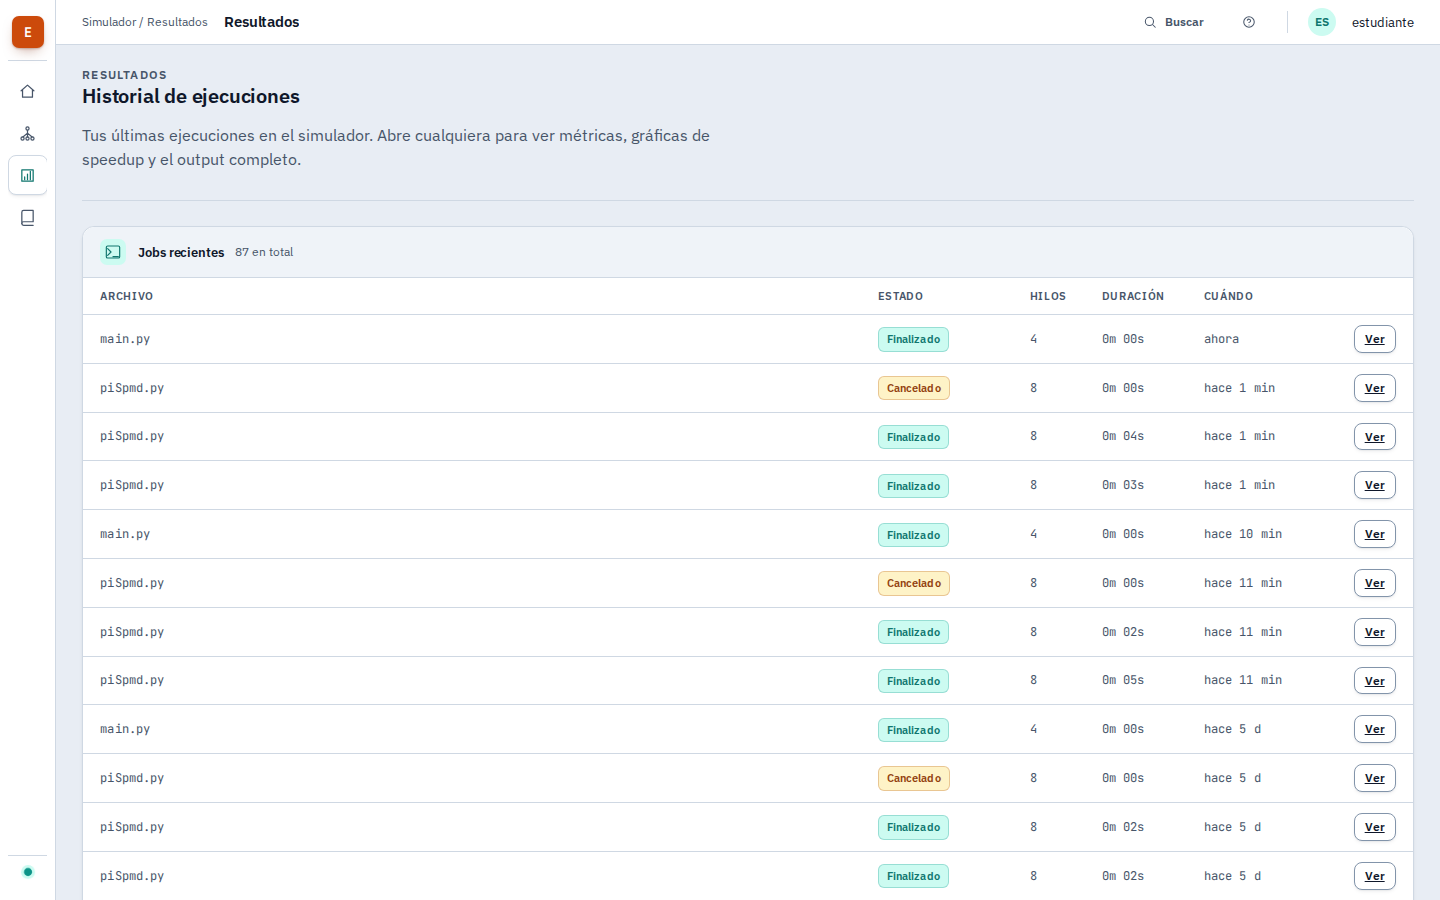 E
Simulador / Resultados Resultados Buscar ES estudiante
RESULTADOS
Historial de ejecuciones
Tus últimas ejecuciones en el simulador. Abre cualquiera para ver métricas, gráficas de
speedup y el output completo.
Jobs recientes 87 en total
ARCHIVO ESTADO HILOS DURACIÓN CUÁNDO
main.py Finalizado 4 0m 00s ahora Ver
piSpmd.py Cancelado 8 0m 00s hace 1 min Ver
piSpmd.py Finalizado 8 0m 04s hace 1 min Ver
piSpmd.py Finalizado 8 0m 03s hace 1 min Ver
main.py Finalizado 4 0m 00s hace 10 min Ver
piSpmd.py Cancelado 8 0m 00s hace 11 min Ver
piSpmd.py Finalizado 8 0m 02s hace 11 min Ver
piSpmd.py Finalizado 8 0m 05s hace 11 min Ver
main.py Finalizado 4 0m 00s hace 5 d Ver
piSpmd.py Cancelado 8 0m 00s hace 5 d Ver
piSpmd.py Finalizado 8 0m 02s hace 5 d Ver
piSpmd.py Finalizado 8 0m 02s hace 5 d Ver